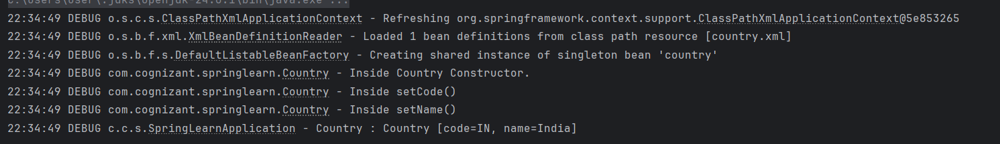 c:\Users\User\.jdks\openjdk-24.0.1\bin\java.exe ...
22:34:49 DEBUG o.s.c.s.ClassPathXmlApplicationContext - Refreshing org.springframework.context.support.ClassPathXmlApplicationContext@5e853265
22:34:49 DEBUG o.s.b.f.xml.XmlBeanDefinitionReader - Loaded 1 bean definitions from class path resource [country.xml]
22:34:49 DEBUG o.s.b.f.s.DefaultListableBeanFactory - Creating shared instance of singleton bean 'country'
22:34:49 DEBUG com.cognizant.springlearn.Country - Inside Country Constructor.
22:34:49 DEBUG com.cognizant.springlearn.Country - Inside setCode()
22:34:49 DEBUG com.cognizant.springlearn.Country - Inside setName()
22:34:49 DEBUG c.c.s.SpringLearnApplication - Country : Country [code=IN, name=India]